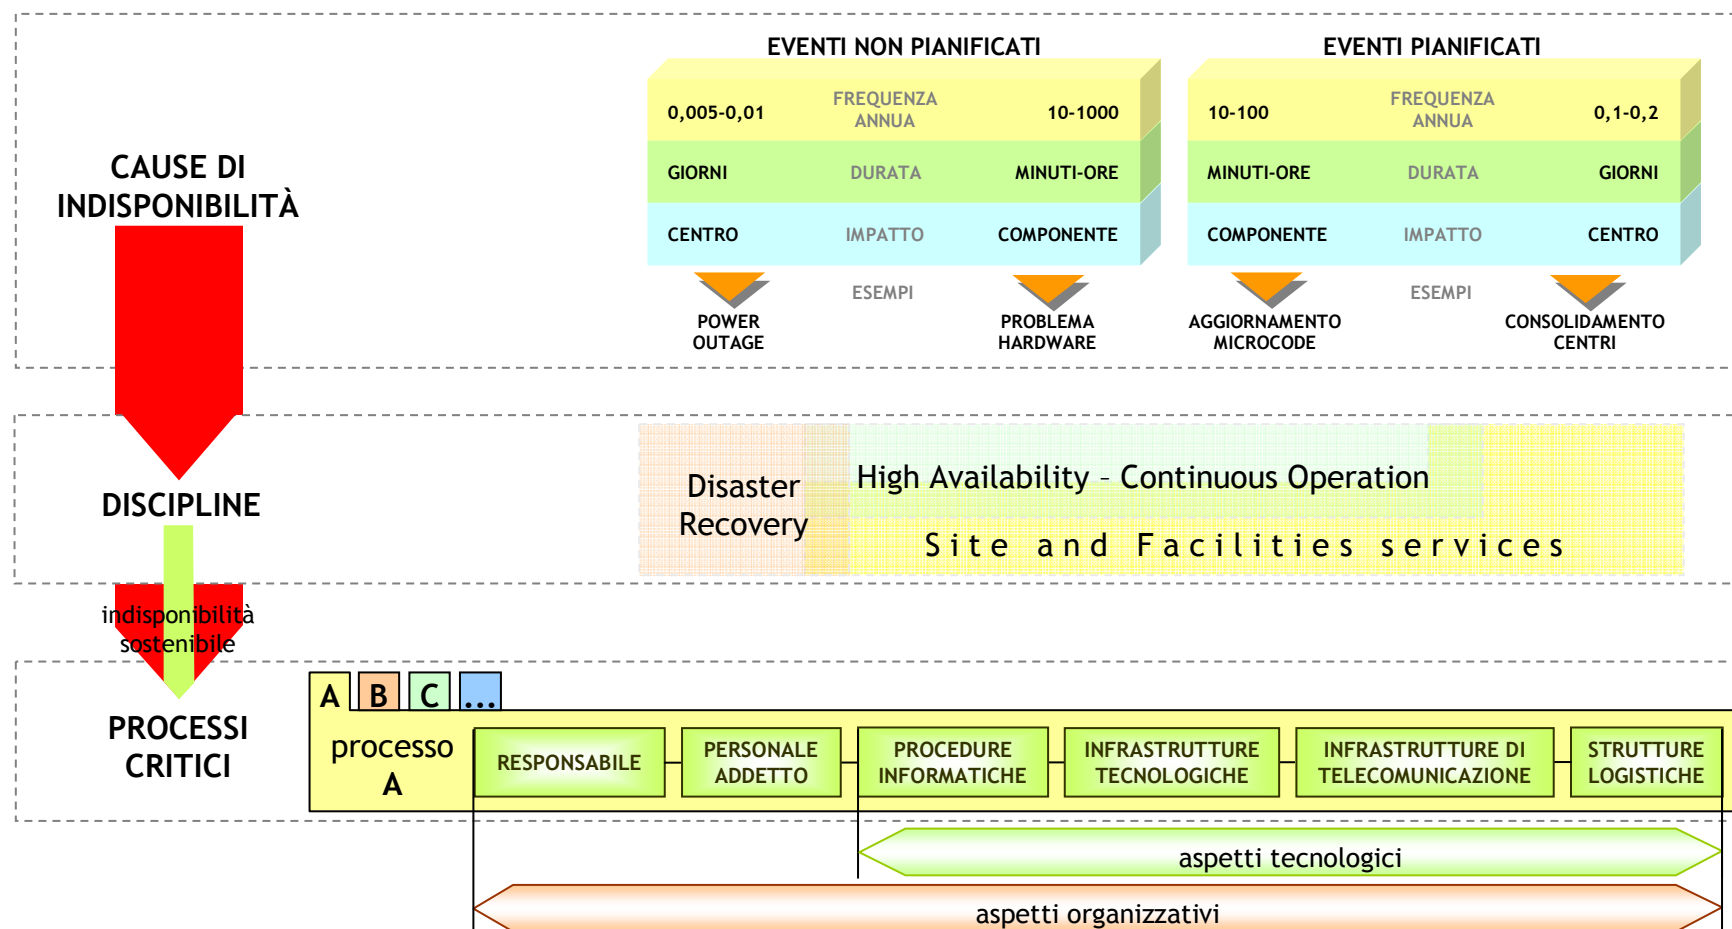 EVENTI NON PIANIFICATI
EVENTI PIANIFICATI
0,005-0,01
FREQUENZA
ANNUA
10-1000
10-100
FREQUENZA
ANNUA
0,1-0,2
GIORNI
DURATA
MINUTI-ORE
MINUTI-ORE
DURATA
GIORNI
CENTRO
IMPATTO
COMPONENTE
COMPONENTE
IMPATTO
CENTRO
ESEMPI
ESEMPI
POWER
OUTAGE
PROBLEMA
HARDWARE
AGGIORNAMENTO
MICROCODE
CONSOLIDAMENTO
CENTRI
CAUSE DI
INDISPONIBILITÀ
DISCIPLINE
Disaster
Recovery
High Availability – Continuous Operation
Site and Facilities services
indisponibilità
sostenibile
PROCESSI
CRITICI
A
B
C
...
processo
A
RESPONSABILE
PERSONALE
ADDETTO
PROCEDURE
INFORMATICHE
INFRASTRUTTURE
TECNOLOGICHE
INFRASTRUTTURE DI
TELECOMUNICAZIONE
STRUTTURE
LOGISTICHE
aspetti tecnologici
aspetti organizzativi